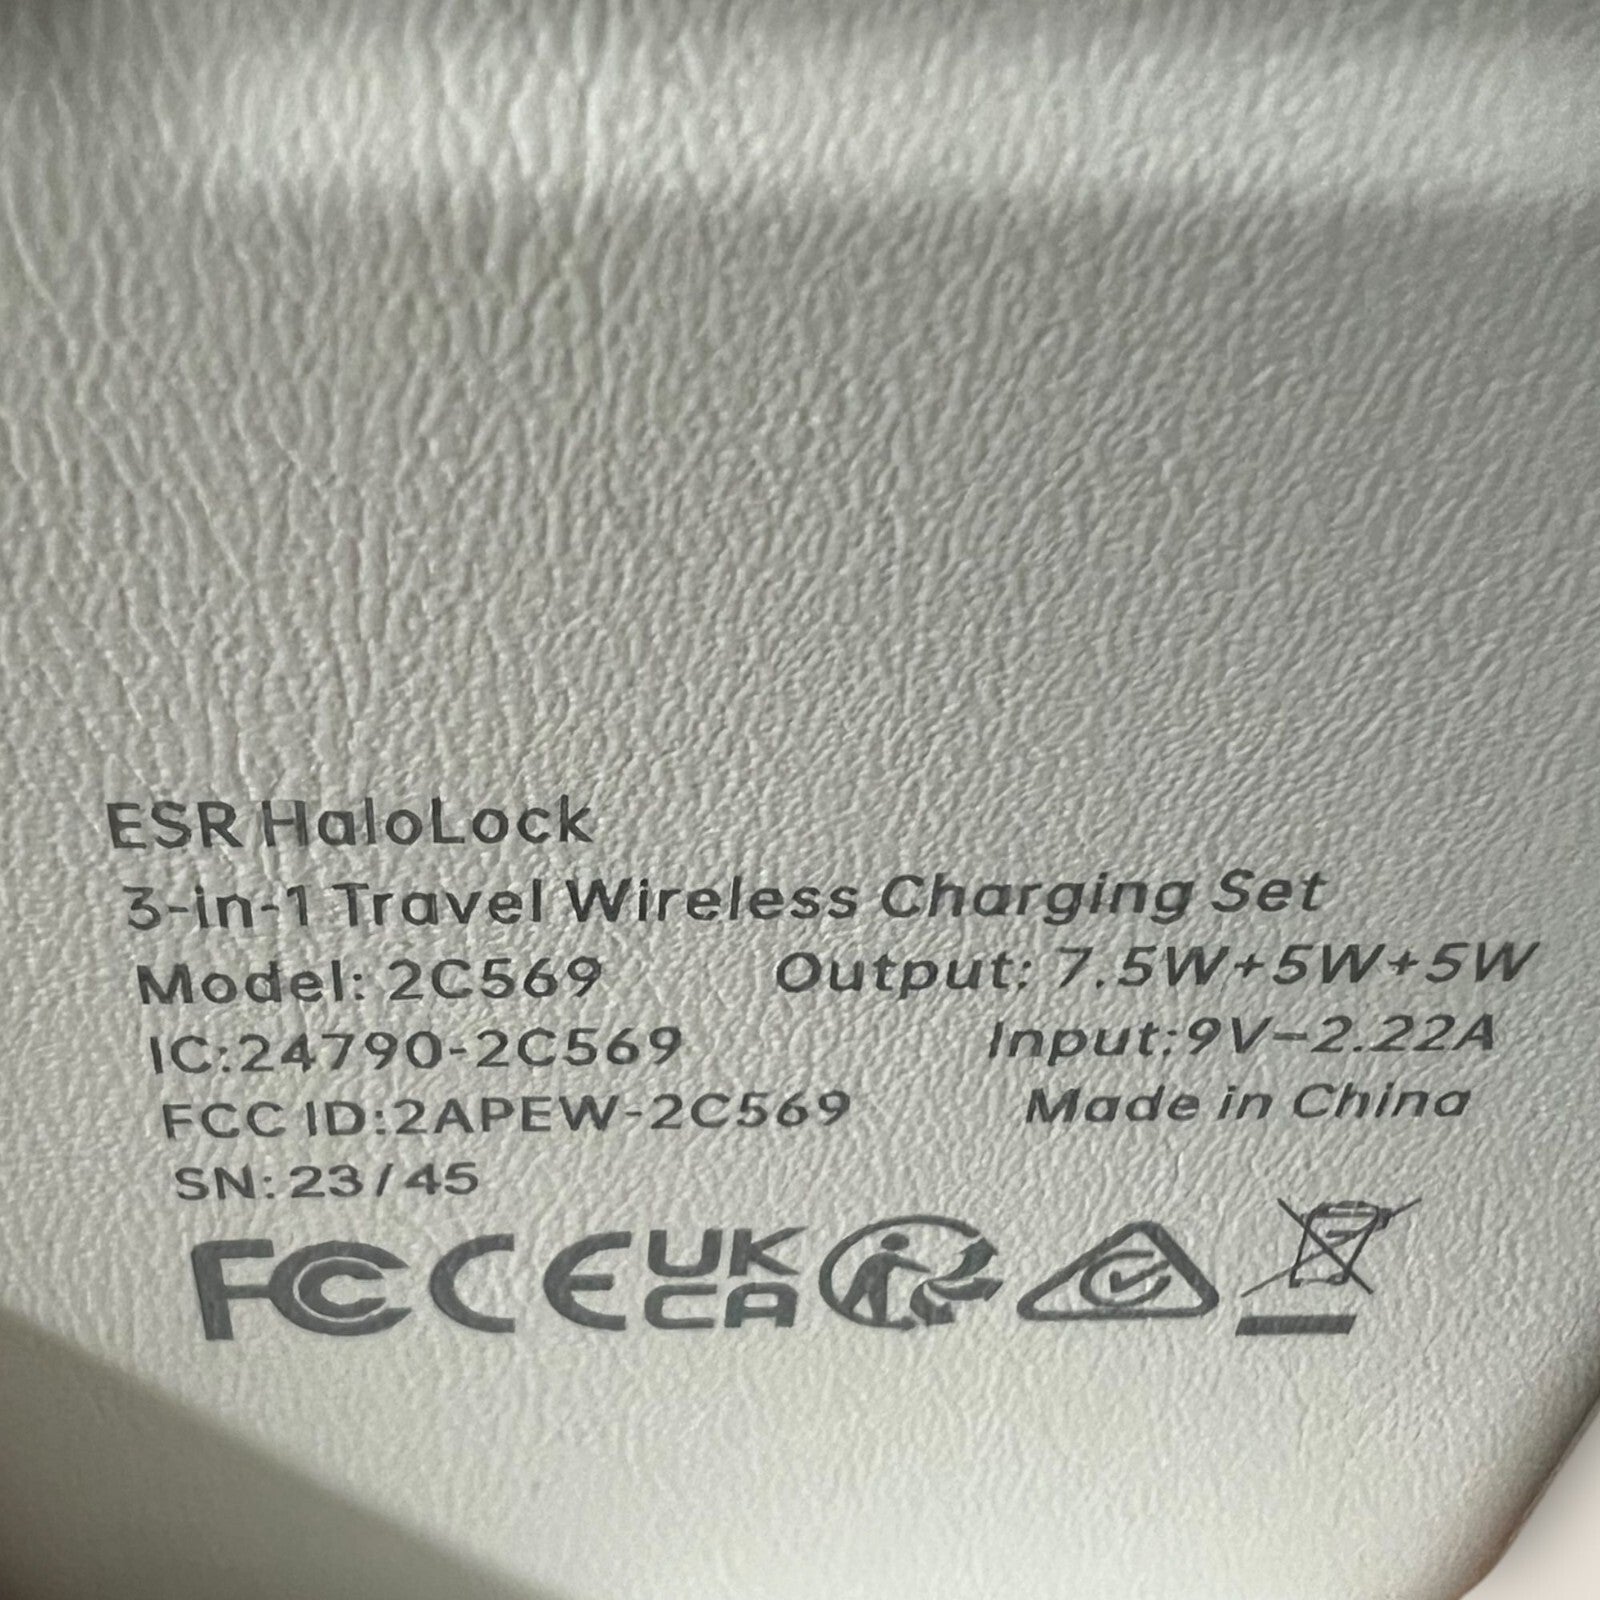 ESR HaloLock
3-in-1 Travel Wireless Charging Set
Model: 2C569
Output: 7.5W+5W+5W
IC:24790-2C569
Input:9V⎓2.22A
FCC ID:2APEW-2C569
Made in China
SN: 23/45
FC CE UK
CA